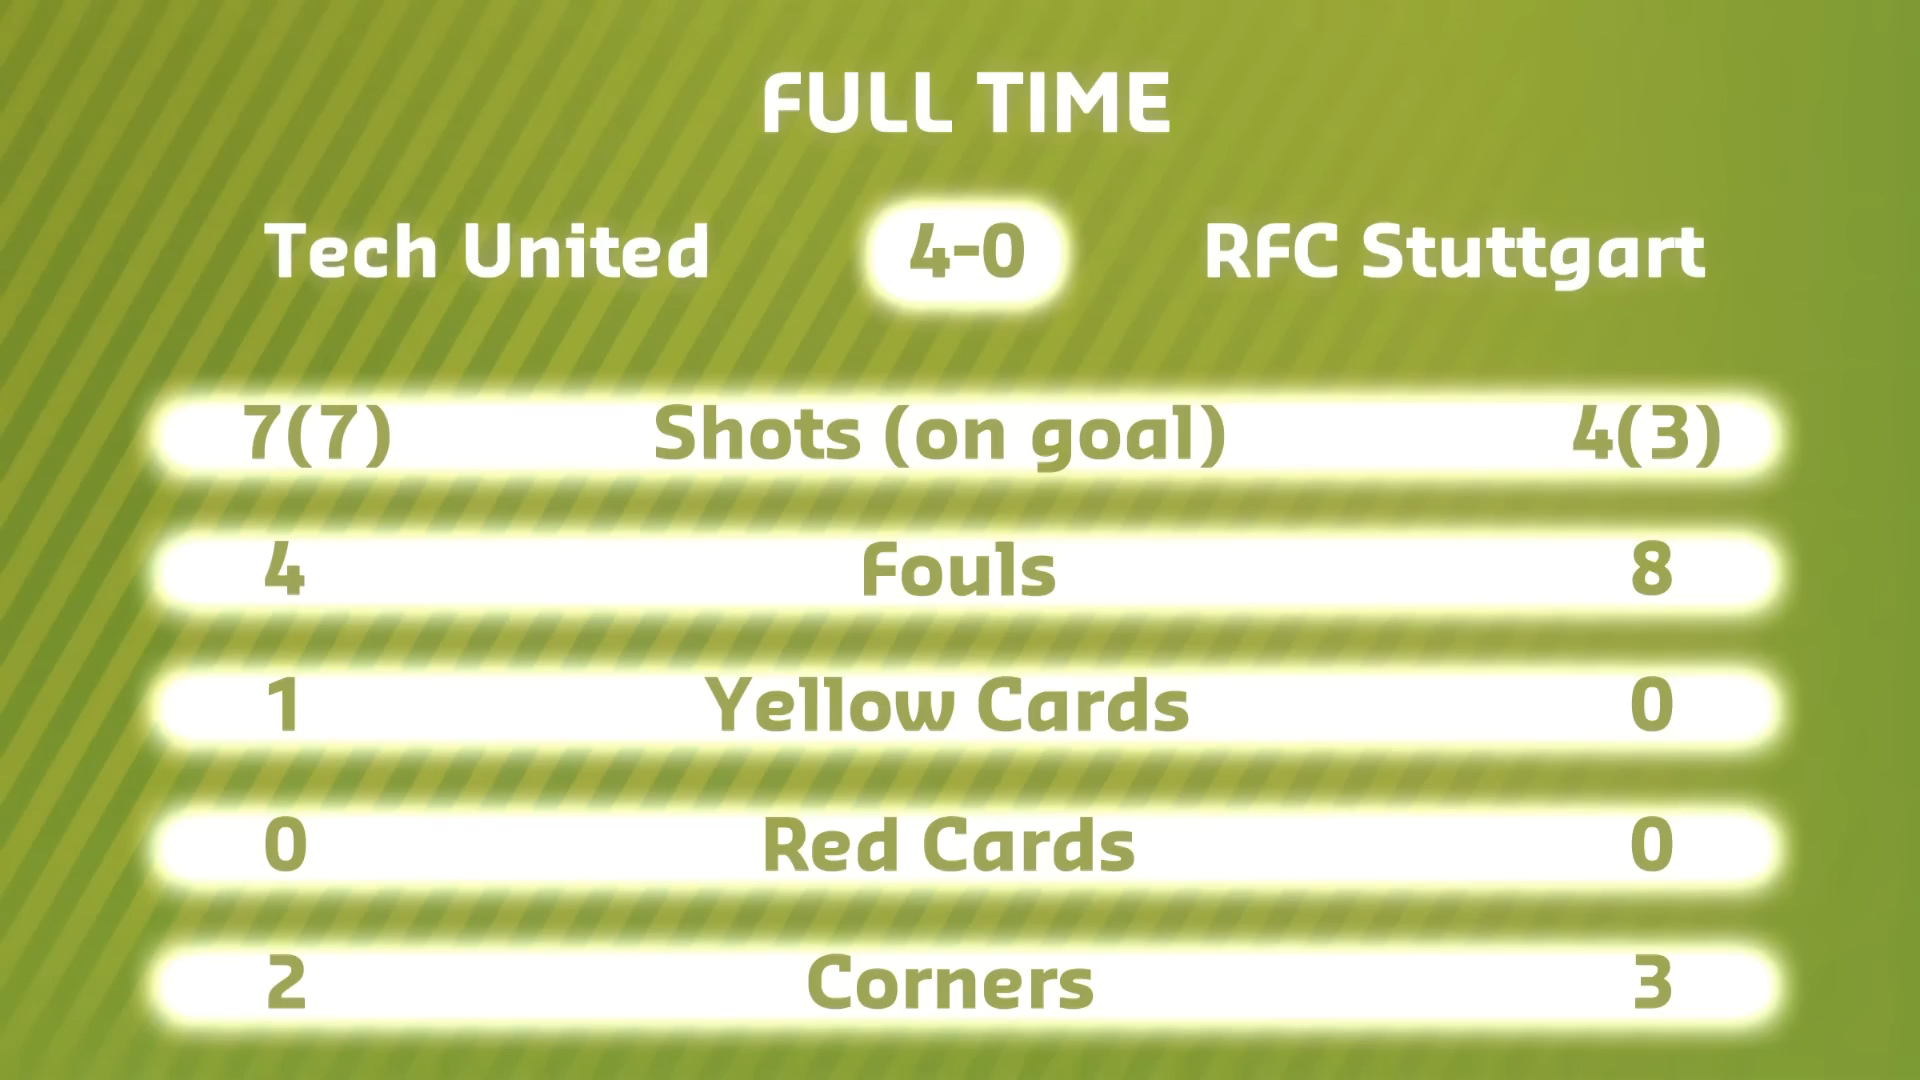 FULL TIME
Tech United 4-0 RFC Stuttgart
7(7) Shots (on goal) 4(3)
4 Fouls 8
1 Yellow Cards 0
0 Red Cards 0
2 Corners 3